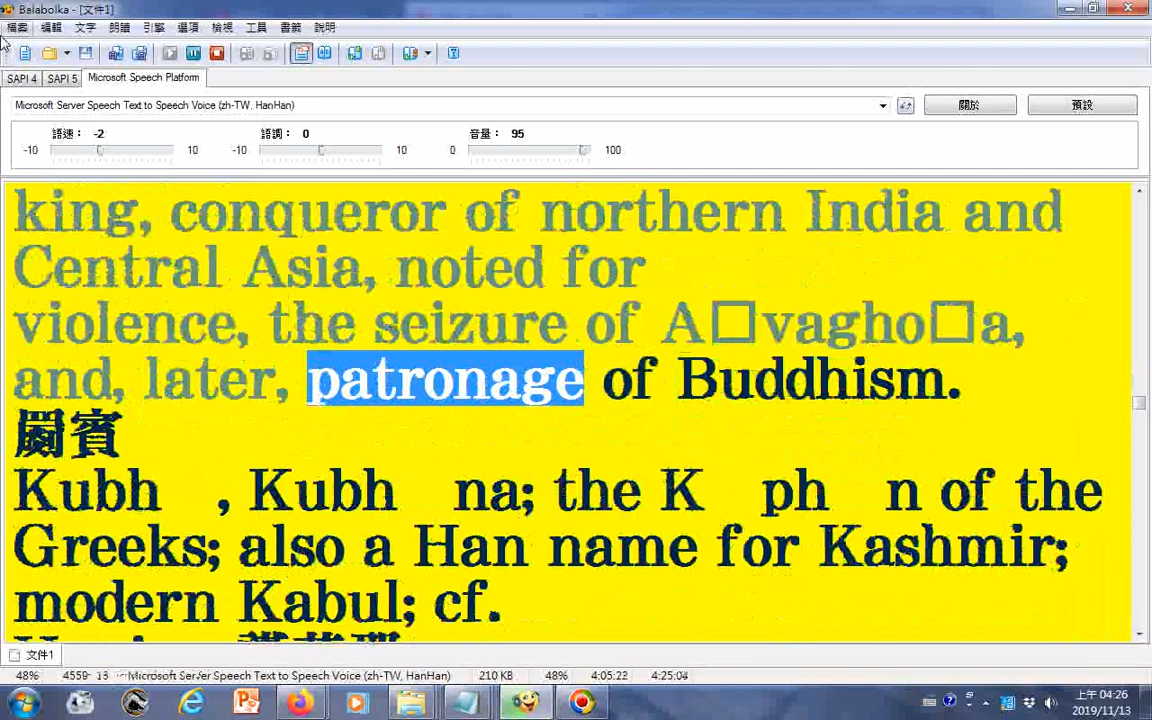 Balabolka - [文件1]
檔案 編輯 文字 朗讀 引擎 選項 檢視 工具 書籤 說明
SAPI 4 SAPI 5 Microsoft Speech Platform
Microsoft Server Speech Text to Speech Voice (zh-TW, HanHan) 關於 預設
語速： -2 語調： 0 音量： 95
-10 10 -10 10 0 100
king, conqueror of northern India and
Central Asia, noted for
violence, the seizure of A□vagho□a,
and, later, patronage of Buddhism.
罽賓
Kubh , Kubh na; the K ph n of the
Greeks; also a Han name for Kashmir;
modern Kabul; cf.
文件1
48% 4559- 13 Microsoft Server Speech Text to Speech Voice (zh-TW, HanHan) 210 KB 48% 4:05:22 4:25:04
上午 04:26
2019/11/13